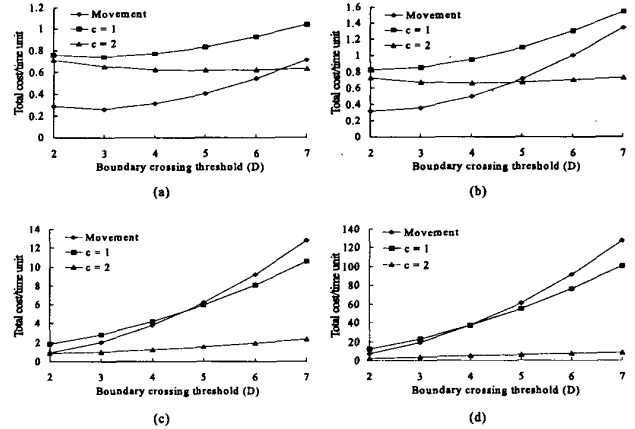 Total cost/time unit
1.2
1
0.8
0.6
0.4
0.2
0
Movement
c = 1
c = 2
2 3 4 5 6 7
Boundary crossing threshold (D)
(a)
Total cost/time unit
1.6
1.4
1.2
1
0.8
0.6
0.4
0.2
0
Movement
c = 1
c = 2
2 3 4 5 6 7
Boundary crossing threshold (D)
(b)
Total cost/time unit
14
12
10
8
6
4
2
0
Movement
c = 1
c = 2
2 3 4 5 6 7
Boundary crossing threshold (D)
(c)
Total cost/time unit
140
120
100
80
60
40
20
0
Movement
c = 1
c = 2
2 3 4 5 6 7
Boundary crossing threshold (D)
(d)